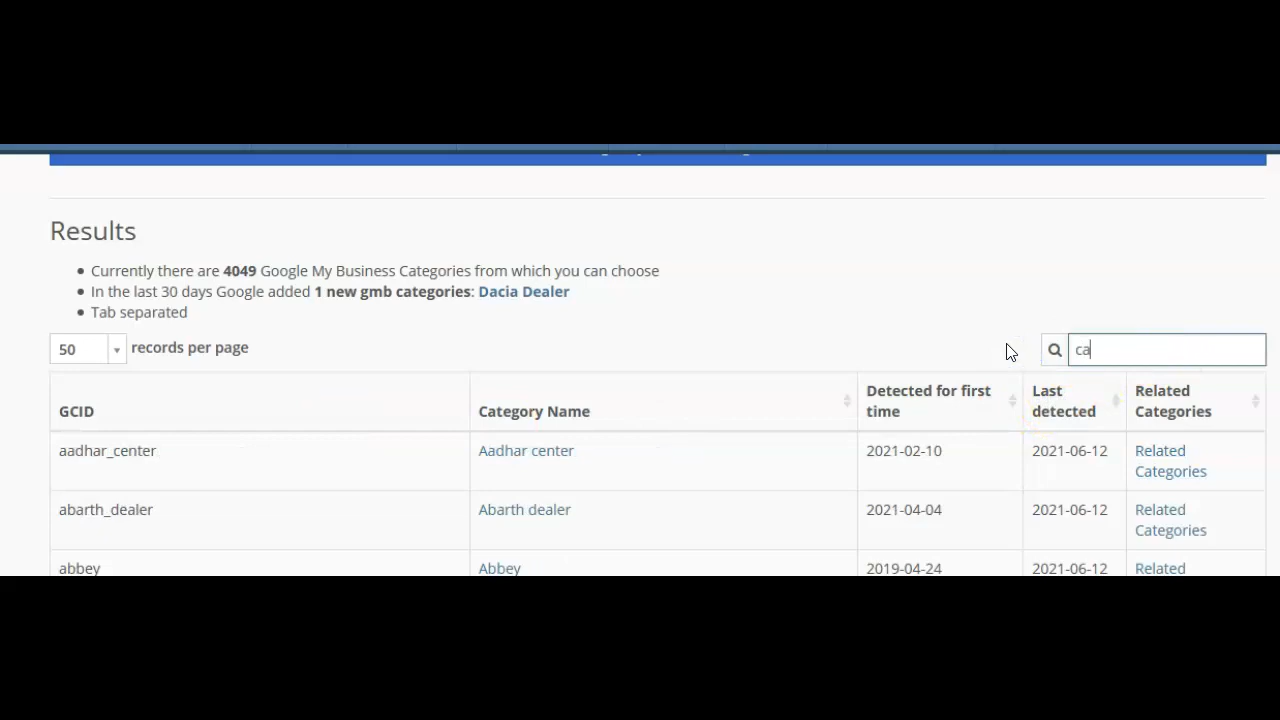 Results
Currently there are 4049 Google My Business Categories from which you can choose
In the last 30 days Google added 1 new gmb categories: Dacia Dealer
Tab separated
50 records per page
ca
GCID Category Name Detected for first time Last detected Related Categories
aadhar_center Aadhar center 2021-02-10 2021-06-12 Related Categories
abarth_dealer Abarth dealer 2021-04-04 2021-06-12 Related Categories
abbey Abbey 2019-04-24 2021-06-12 Related